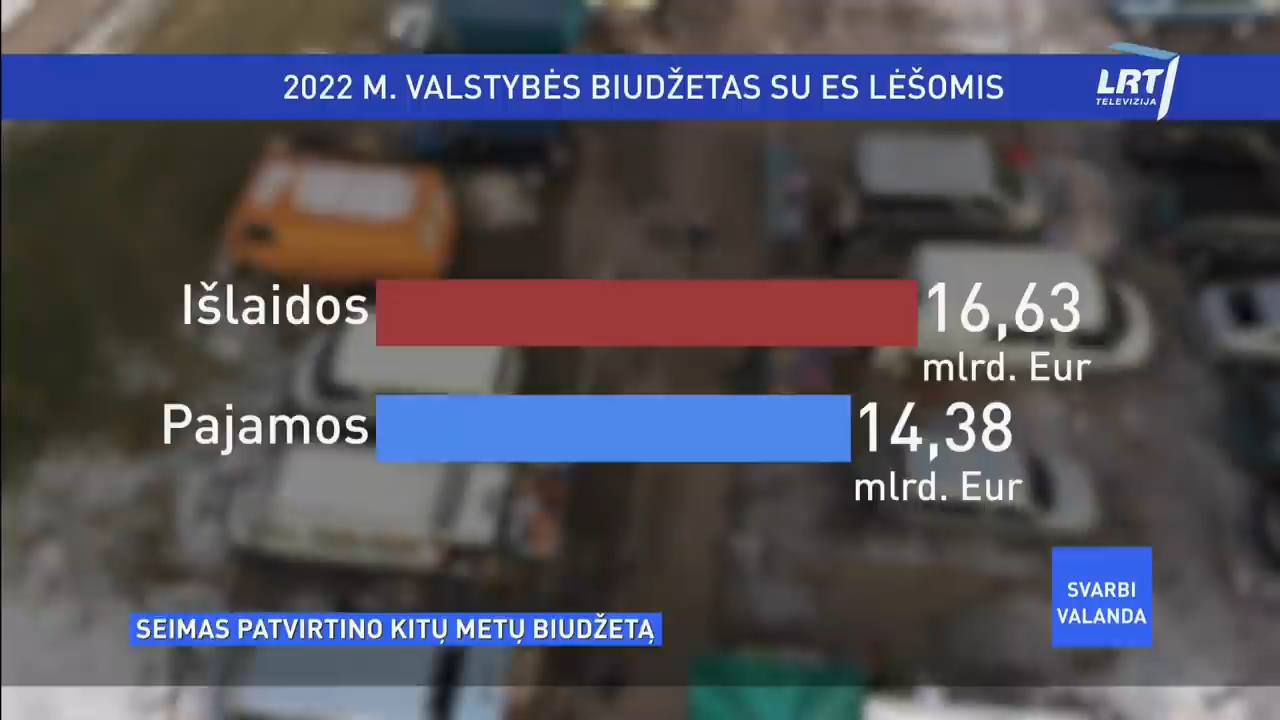 2022 M. VALSTYBĖS BIUDŽETAS SU ES LĖŠOMIS
LRT
TELEVIZIJA
Išlaidos
16,63
mlrd. Eur
Pajamos
14,38
mlrd. Eur
SVARBI
VALANDA
SEIMAS PATVIRTINO KITŲ METŲ BIUDŽETĄ